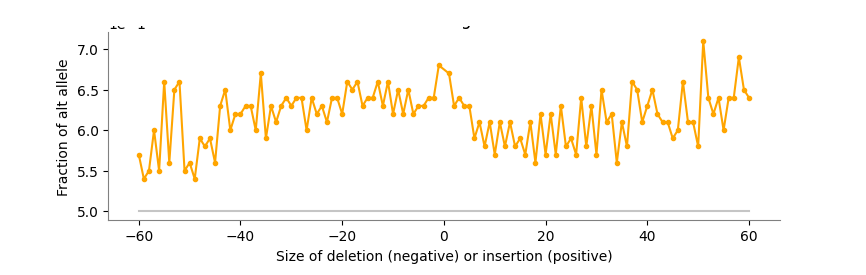 7.0
6.5
6.0
5.5
5.0
Fraction of alt allele
−60 −40 −20 0 20 40 60
Size of deletion (negative) or insertion (positive)